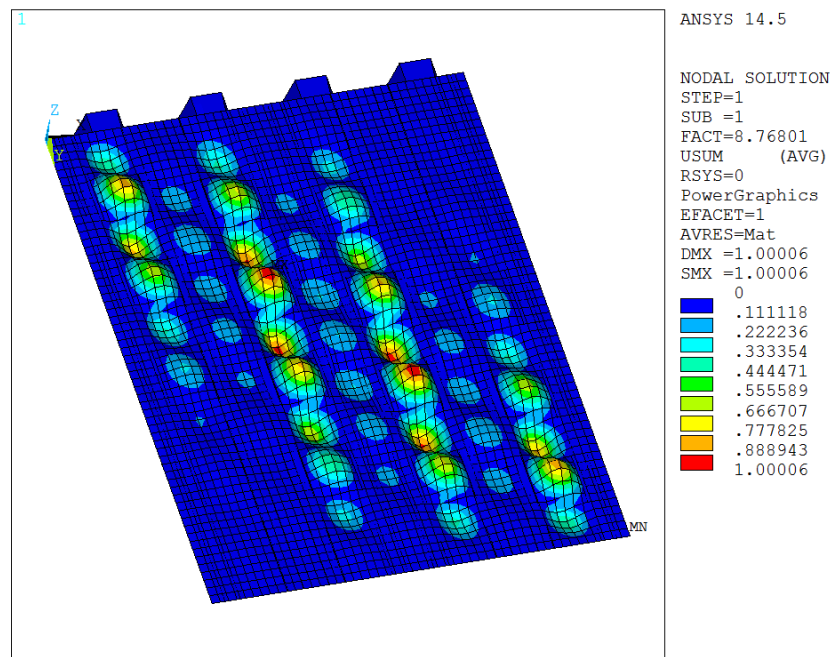 1
ANSYS 14.5
NODAL SOLUTION
STEP=1
SUB =1
FACT=8.76801
USUM (AVG)
RSYS=0
PowerGraphics
EFACET=1
AVRES=Mat
DMX =1.00006
SMX =1.00006
0
.111118
.222236
.333354
.444471
.555589
.666707
.777825
.888943
1.00006
Z
Y
MN